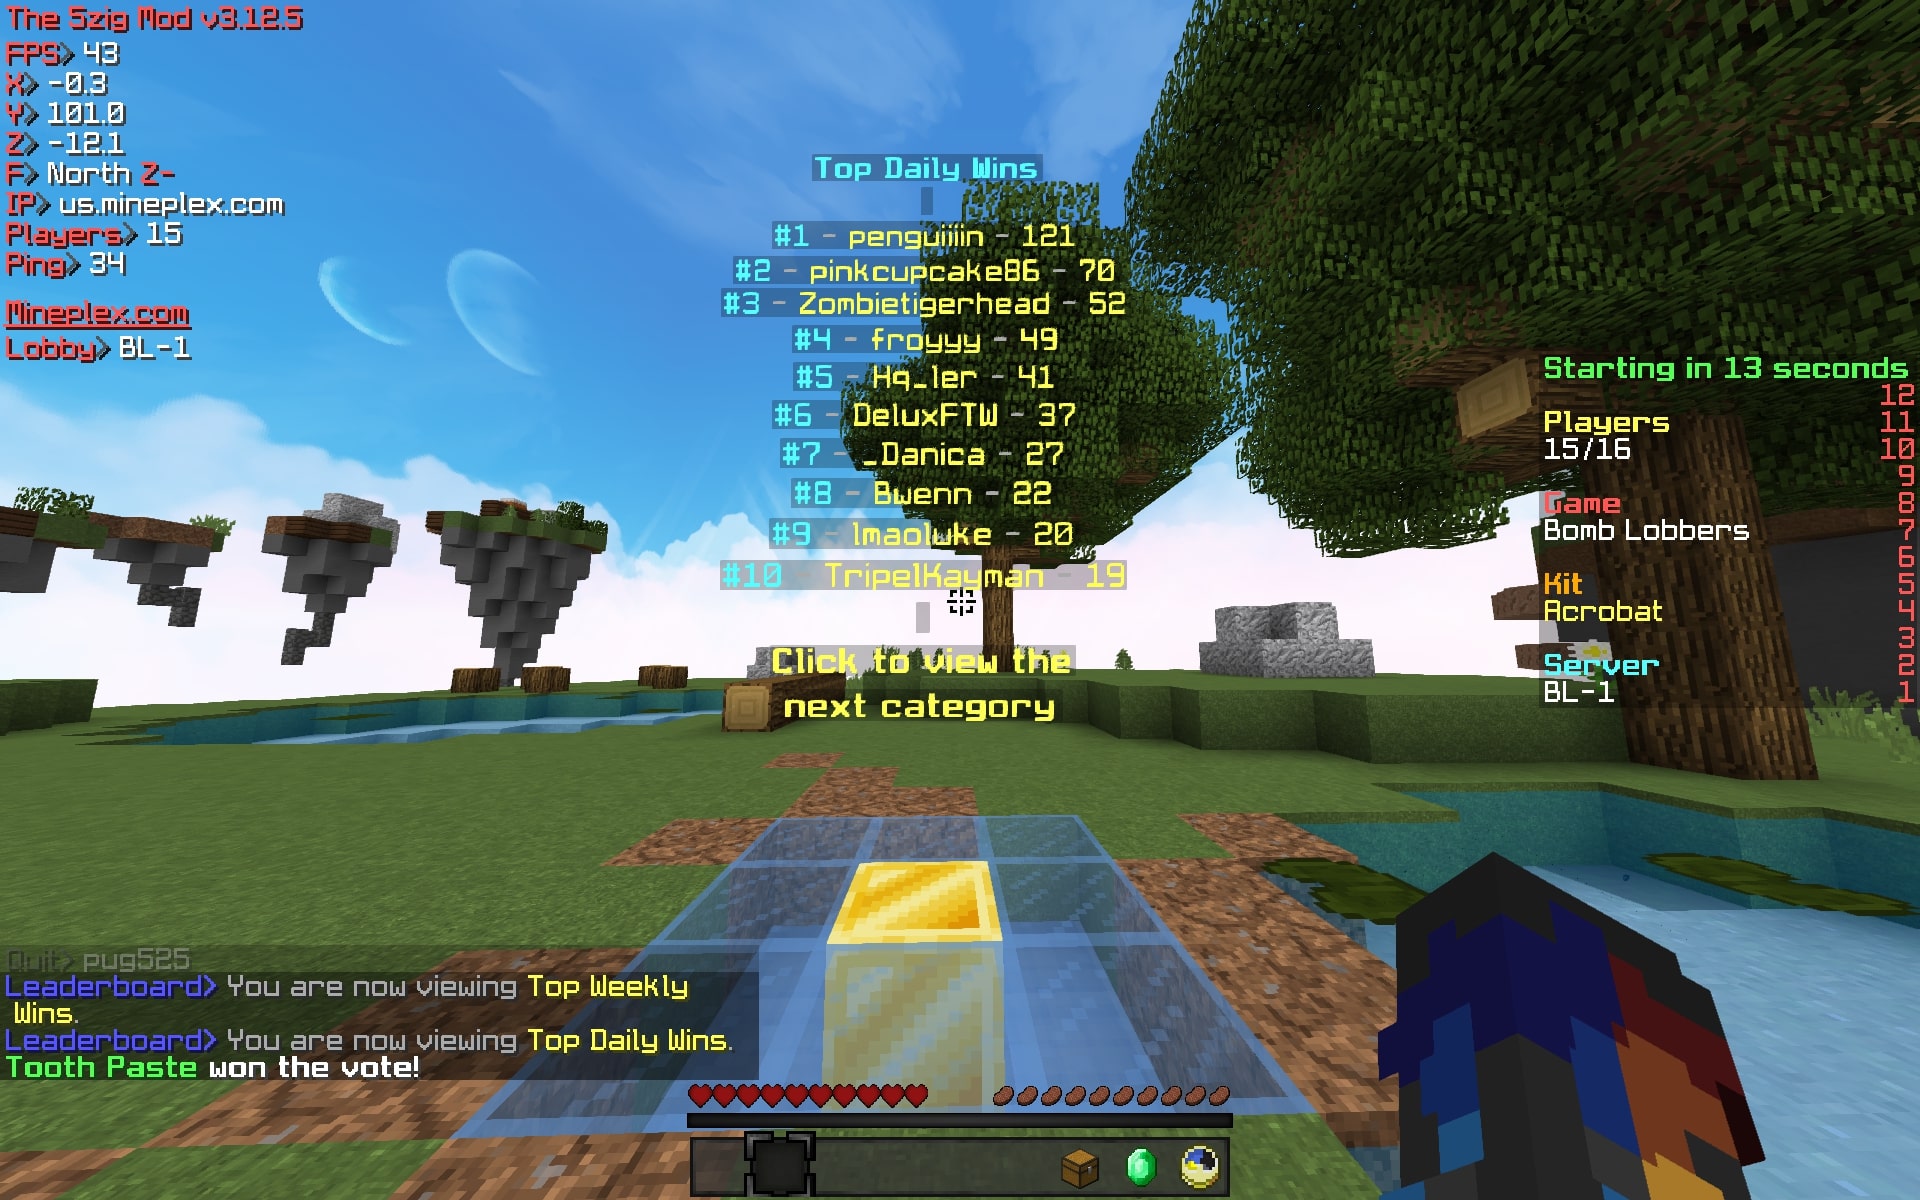 The 5zig Mod v3.12.5
FPS> 43
X> -0.3
Y> 101.0
Z> -12.1
F> North Z-
IP> us.mineplex.com
Players> 15
Ping> 34
Mineplex.com
Lobby> BL-1
Top Daily Wins
#1 - penguiiiin - 121
#2 - pinkcupcake86 - 70
#3 - Zombietigerhead - 52
#4 - froyyy - 49
#5 - Hq_ler - 41
#6 - DeluxFTW - 37
#7 - _Danica - 27
#8 - Bwenn - 22
#9 - lmaolwke - 20
#10 - TripelKayman - 19
Click to view the
next category
Starting in 13 seconds
12
Players 11
15/16 10
9
Game 8
Bomb Lobbers 7
6
Kit 5
Acrobat 4
3
Server 2
BL-1 1
Quit> pug525
Leaderboard> You are now viewing Top Weekly
Wins.
Leaderboard> You are now viewing Top Daily Wins.
Tooth Paste won the vote!